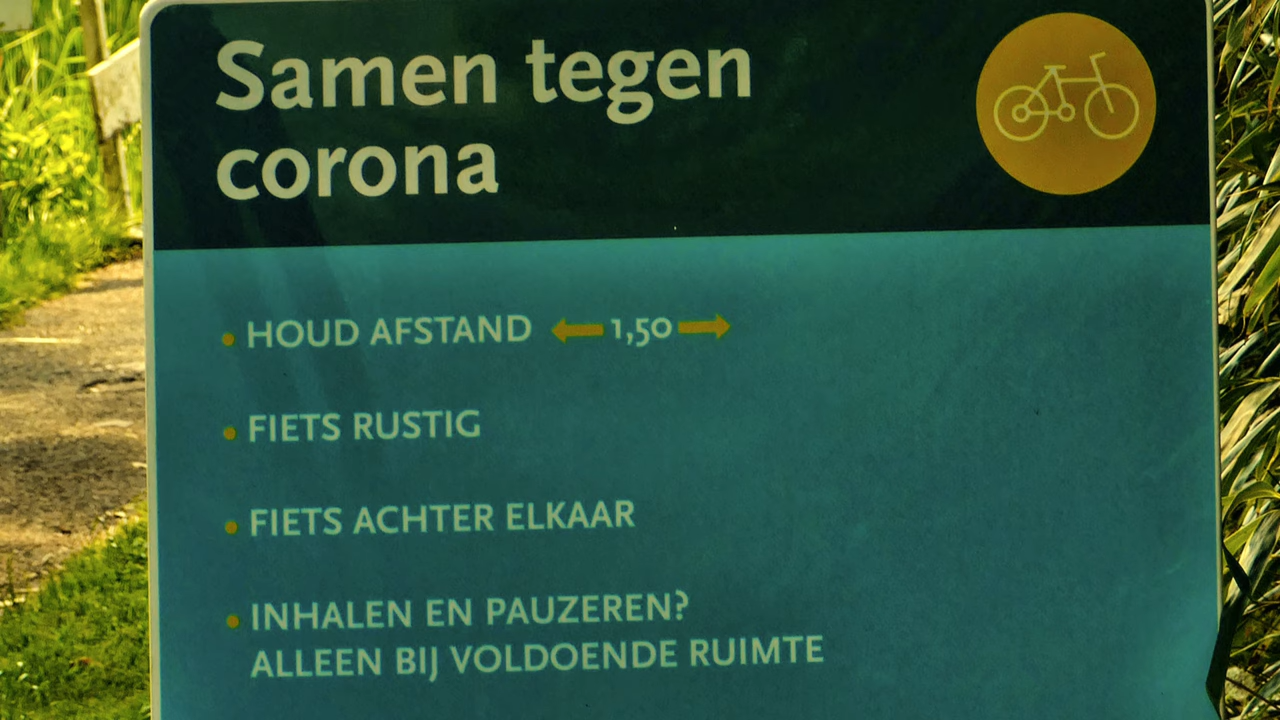 Samen tegen
corona
• HOUD AFSTAND ← 1,50 →
• FIETS RUSTIG
• FIETS ACHTER ELKAAR
• INHALEN EN PAUZEREN?
ALLEEN BIJ VOLDOENDE RUIMTE